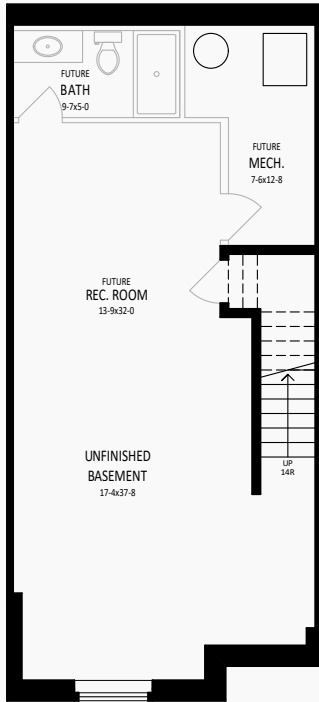 FUTURE
BATH
9-7x5-0
FUTURE
MECH.
7-6x12-8
FUTURE
REC. ROOM
13-9x32-0
UNFINISHED
BASEMENT
17-4x37-8
UP
14R